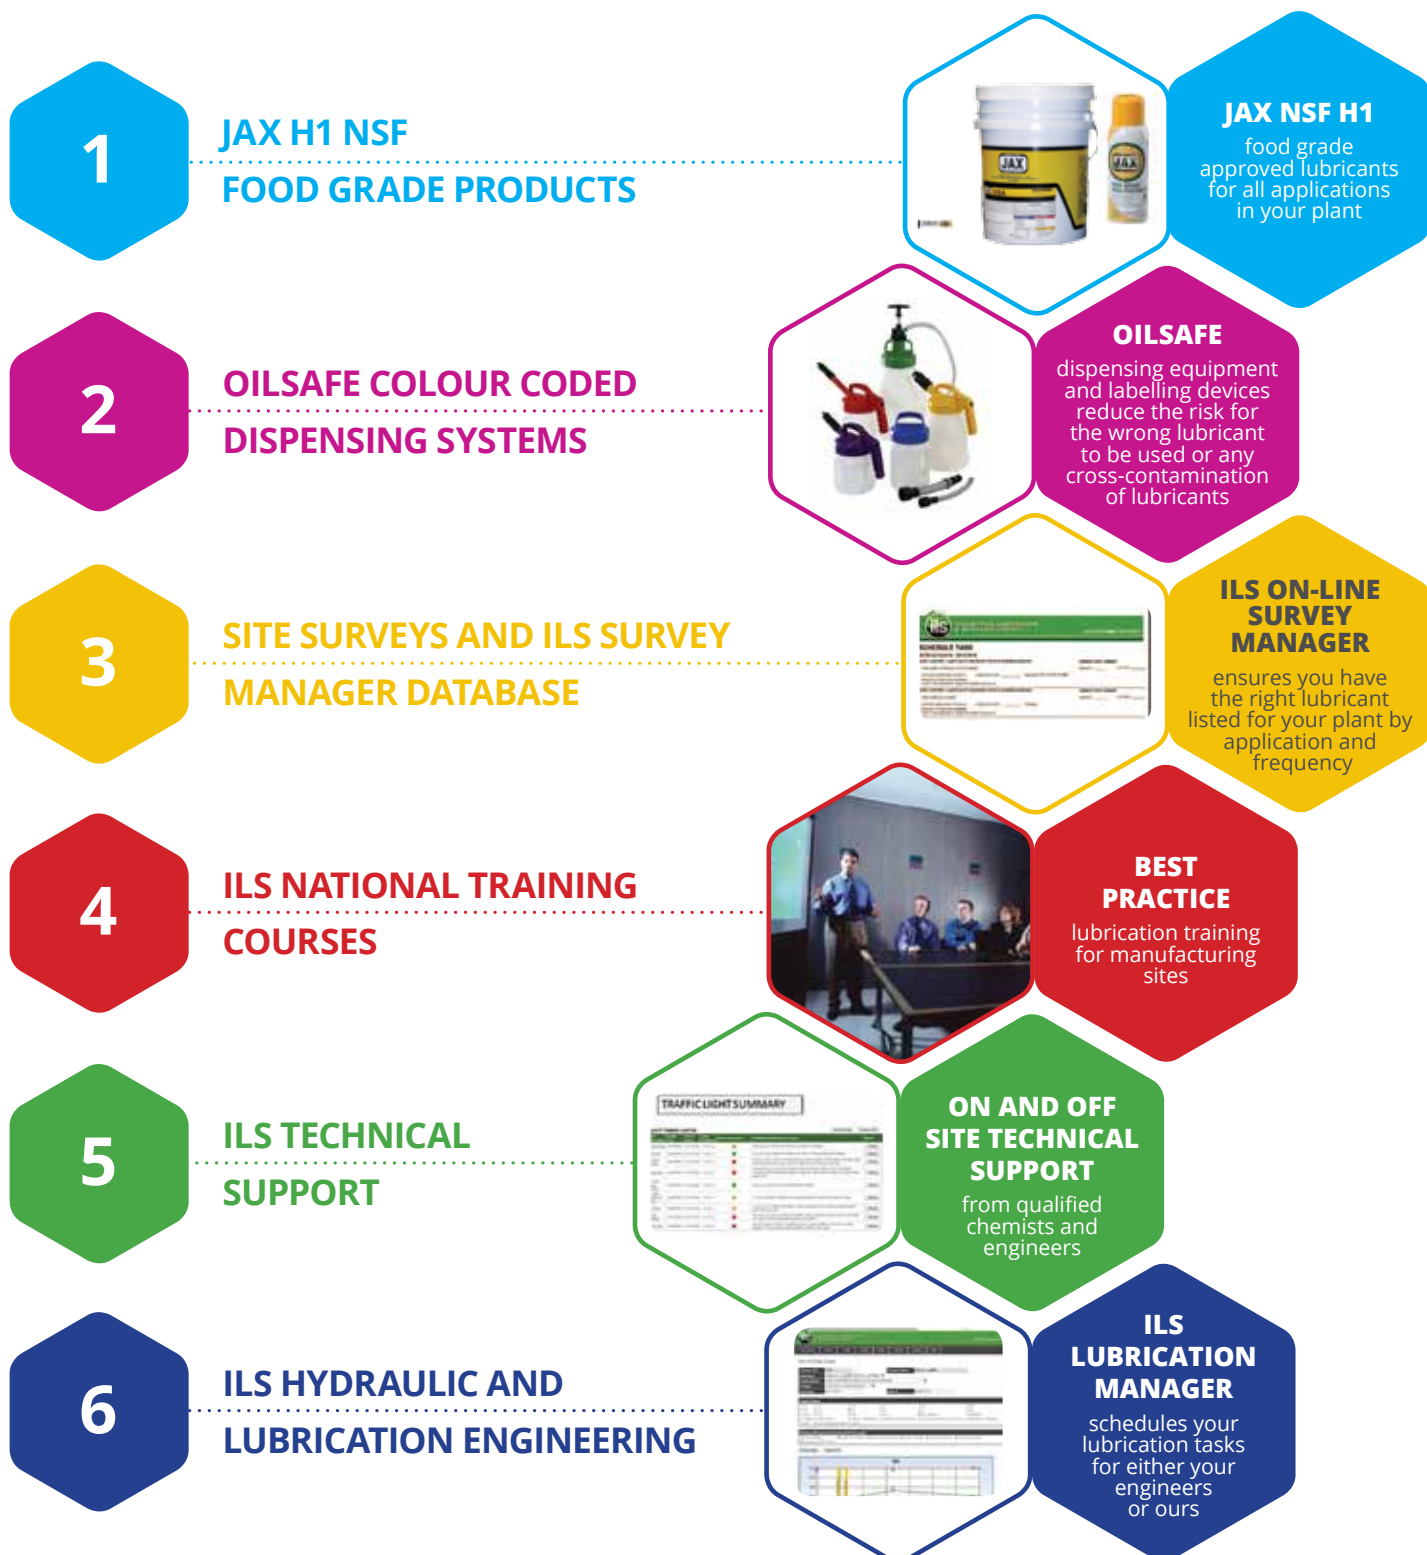 1
JAX H1 NSF
FOOD GRADE PRODUCTS
JAX
JAX
JAX NSF H1
food grade
approved lubricants
for all applications
in your plant
2
OILSAFE COLOUR CODED
DISPENSING SYSTEMS
OILSAFE
dispensing equipment
and labelling devices
reduce the risk for
the wrong lubricant
to be used or any
cross-contamination
of lubricants
3
SITE SURVEYS AND ILS SURVEY
MANAGER DATABASE
ils
SCHEDULE TASK
ILS ON-LINE
SURVEY
MANAGER
ensures you have
the right lubricant
listed for your plant by
application and
frequency
4
ILS NATIONAL TRAINING
COURSES
BEST
PRACTICE
lubrication training
for manufacturing
sites
5
ILS TECHNICAL
SUPPORT
TRAFFIC LIGHT SUMMARY
ON AND OFF
SITE TECHNICAL
SUPPORT
from qualified
chemists and
engineers
6
ILS HYDRAULIC AND
LUBRICATION ENGINEERING
ILS
LUBRICATION
MANAGER
schedules your
lubrication tasks
for either your
engineers
or ours